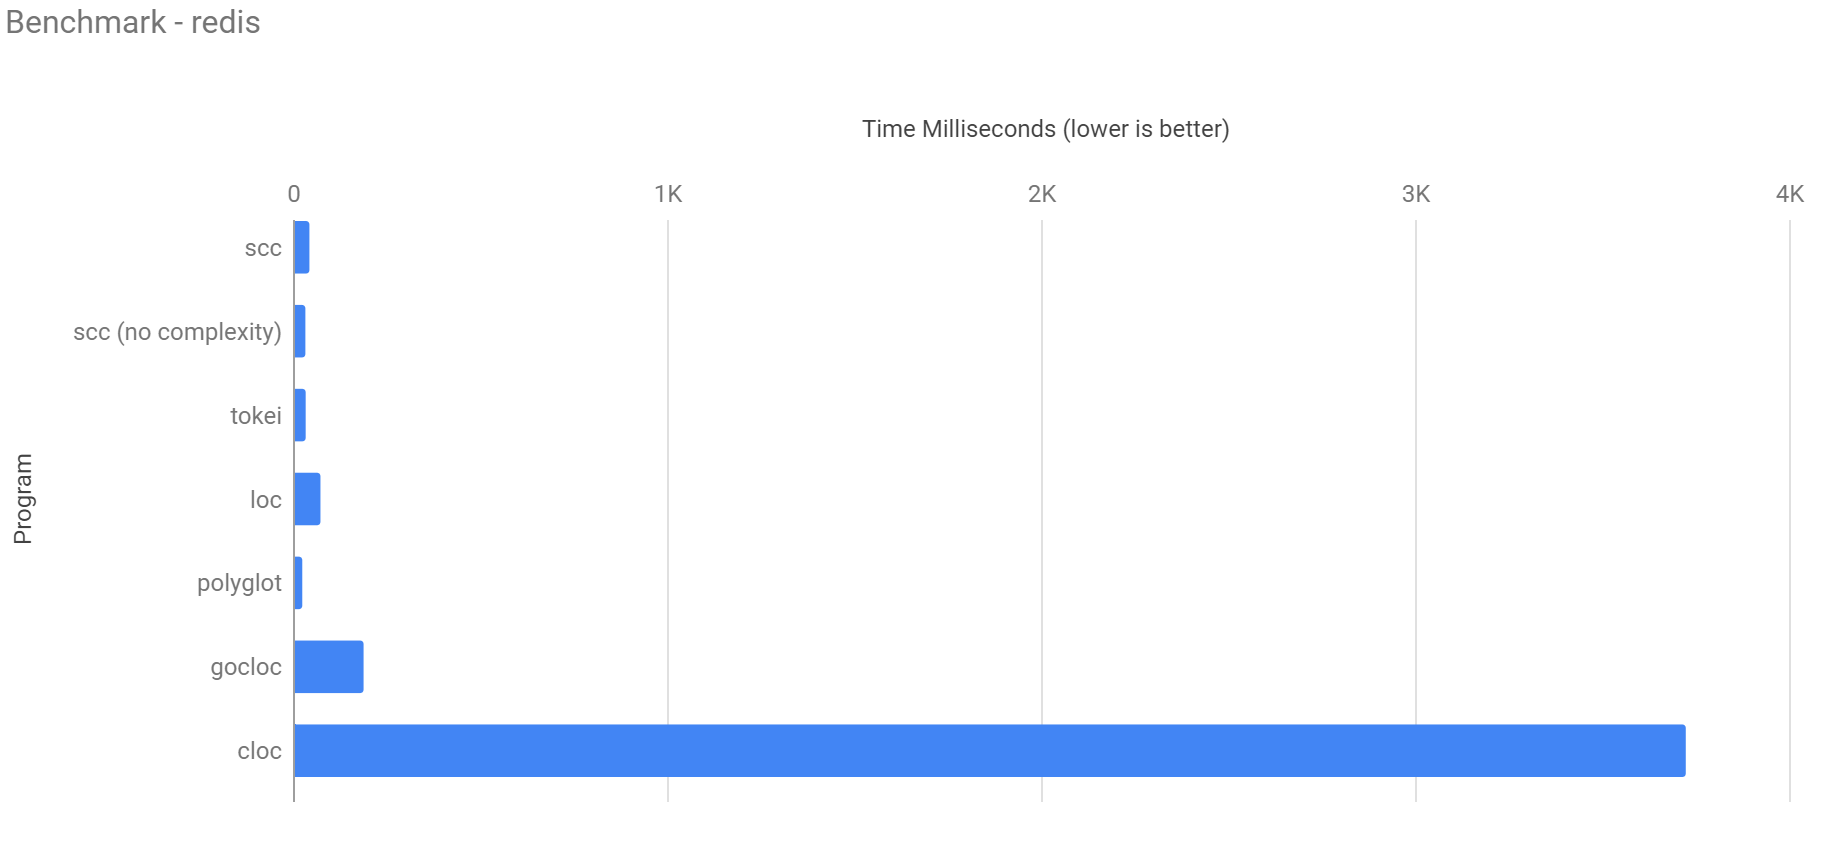 Benchmark - redis
Time Milliseconds (lower is better)
0 1K 2K 3K 4K
Program
scc
scc (no complexity)
tokei
loc
polyglot
gocloc
cloc